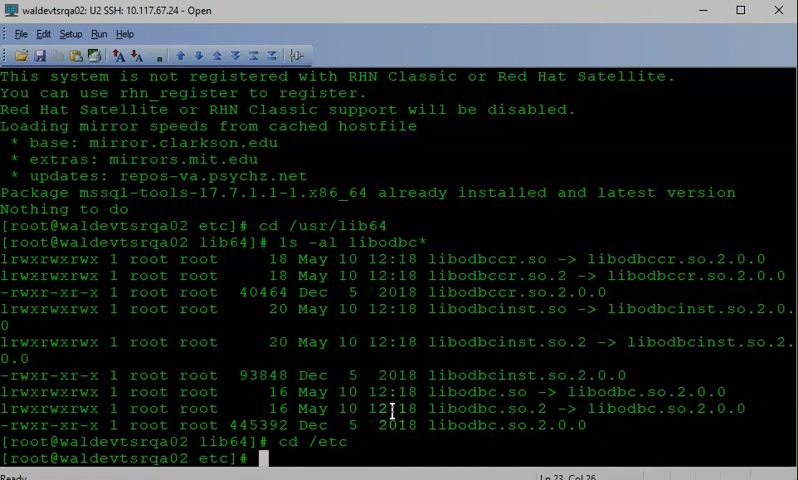 waldevtsrqa02: U2 SSH: 10.117.67.24 - Open
File Edit Setup Run Help
This system is not registered with RHN Classic or Red Hat Satellite.
You can use rhn_register to register.
Red Hat Satellite or RHN Classic support will be disabled.
Loading mirror speeds from cached hostfile
* base: mirror.clarkson.edu
* extras: mirrors.mit.edu
* updates: repos-va.psychz.net
Package mssql-tools-17.7.1.1-1.x86_64 already installed and latest version
Nothing to do
[root@waldevtsrqa02 etc]# cd /usr/lib64
[root@waldevtsrqa02 lib64]# ls -al libodbc*
lrwxrwxrwx 1 root root 18 May 10 12:18 libodbccr.so -> libodbccr.so.2.0.0
lrwxrwxrwx 1 root root 18 May 10 12:18 libodbccr.so.2 -> libodbccr.so.2.0.0
-rwxr-xr-x 1 root root 40464 Dec 5 2018 libodbccr.so.2.0.0
lrwxrwxrwx 1 root root 20 May 10 12:18 libodbcinst.so -> libodbcinst.so.2.0.
0
lrwxrwxrwx 1 root root 20 May 10 12:18 libodbcinst.so.2 -> libodbcinst.so.2.
0.0
-rwxr-xr-x 1 root root 93848 Dec 5 2018 libodbcinst.so.2.0.0
lrwxrwxrwx 1 root root 16 May 10 12:18 libodbc.so -> libodbc.so.2.0.0
lrwxrwxrwx 1 root root 16 May 10 12:18 libodbc.so.2 -> libodbc.so.2.0.0
-rwxr-xr-x 1 root root 445392 Dec 5 2018 libodbc.so.2.0.0
[root@waldevtsrqa02 lib64]# cd /etc
[root@waldevtsrqa02 etc]#
Ready Ln 23, Col 26